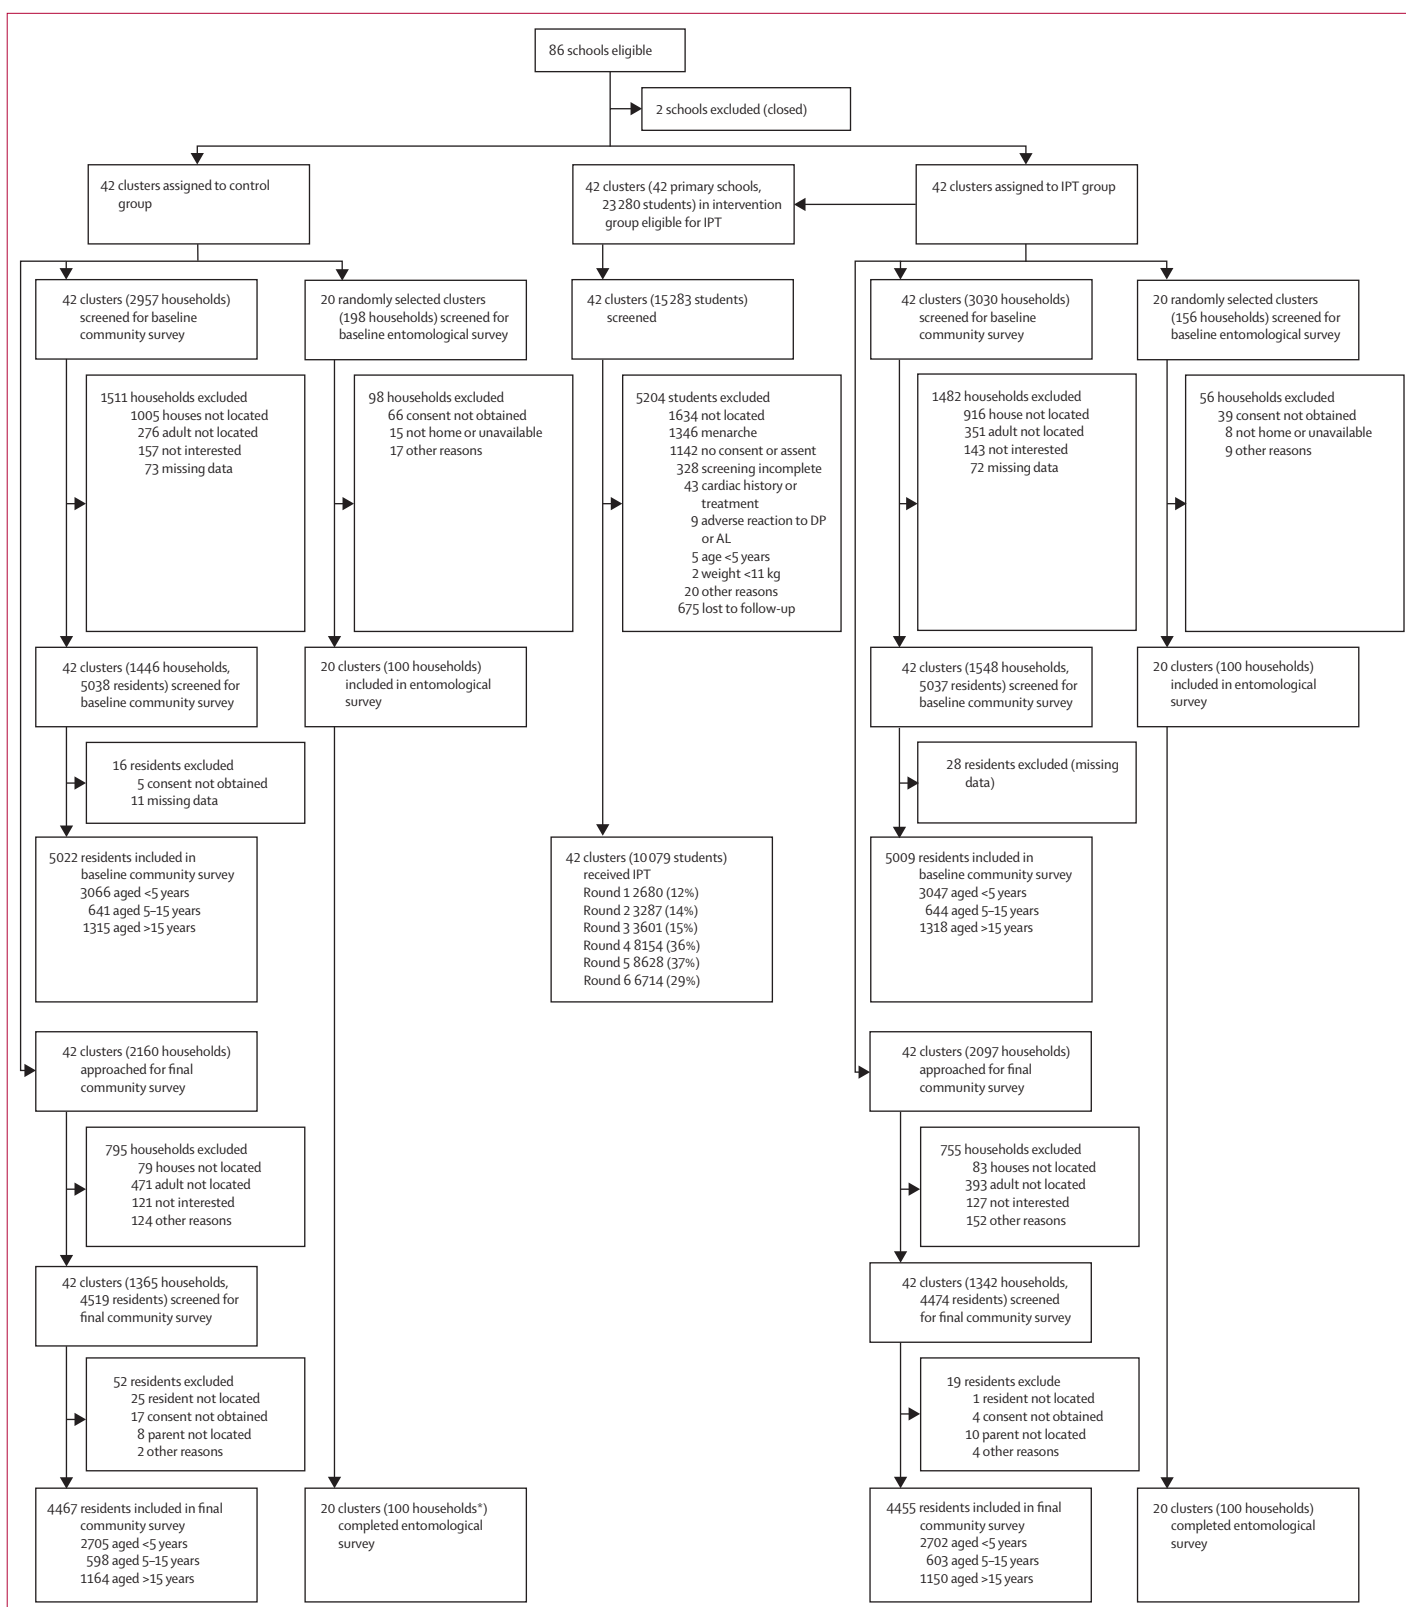 86 schools eligible
2 schools excluded (closed)
42 clusters assigned to control
group
42 clusters (42 primary schools,
23 280 students) in intervention
group eligible for IPT
42 clusters assigned to IPT group
42 clusters (2957 households)
screened for baseline
community survey
20 randomly selected clusters
(198 households) screened for
baseline entomological survey
42 clusters (15 283 students)
screened
42 clusters (3030 households)
screened for baseline
community survey
20 randomly selected clusters
(156 households) screened for
baseline entomological survey
1511 households excluded
1005 houses not located
276 adult not located
157 not interested
73 missing data
98 households excluded
66 consent not obtained
15 not home or unavailable
17 other reasons
5204 students excluded
1634 not located
1346 menarche
1142 no consent or assent
328 screening incomplete
43 cardiac history or
treatment
9 adverse reaction to DP
or AL
5 age <5 years
2 weight <11 kg
20 other reasons
675 lost to follow-up
1482 households excluded
916 house not located
351 adult not located
143 not interested
72 missing data
56 households excluded
39 consent not obtained
8 not home or unavailable
9 other reasons
42 clusters (1446 households,
5038 residents) screened for
baseline community survey
20 clusters (100 households)
included in entomological
survey
42 clusters (1548 households,
5037 residents) screened for
baseline community survey
20 clusters (100 households)
included in entomological
survey
16 residents excluded
5 consent not obtained
11 missing data
28 residents excluded (missing
data)
5022 residents included in
baseline community survey
3066 aged <5 years
641 aged 5–15 years
1315 aged >15 years
42 clusters (10 079 students)
received IPT
Round 1 2680 (12%)
Round 2 3287 (14%)
Round 3 3601 (15%)
Round 4 8154 (36%)
Round 5 8628 (37%)
Round 6 6714 (29%)
5009 residents included in
baseline community survey
3047 aged <5 years
644 aged 5–15 years
1318 aged >15 years
42 clusters (2160 households)
approached for final
community survey
42 clusters (2097 households)
approached for final
community survey
795 households excluded
79 houses not located
471 adult not located
121 not interested
124 other reasons
755 households excluded
83 houses not located
393 adult not located
127 not interested
152 other reasons
42 clusters (1365 households,
4519 residents) screened for
final community survey
42 clusters (1342 households,
4474 residents) screened
for final community survey
52 residents excluded
25 resident not located
17 consent not obtained
8 parent not located
2 other reasons
19 residents exclude
1 resident not located
4 consent not obtained
10 parent not located
4 other reasons
4467 residents included in final
community survey
2705 aged <5 years
598 aged 5–15 years
1164 aged >15 years
20 clusters (100 households*)
completed entomological
survey
4455 residents included in final
community survey
2702 aged <5 years
603 aged 5–15 years
1150 aged >15 years
20 clusters (100 households)
completed entomological
survey